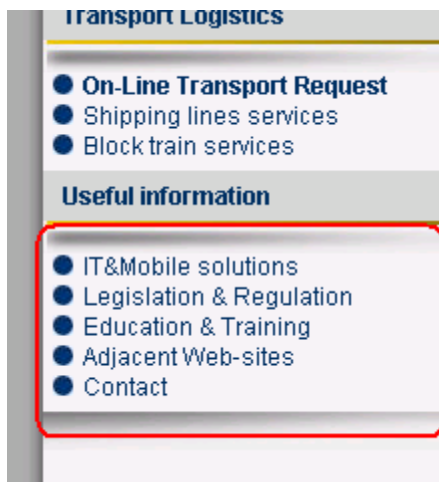 Transport Logistics
On-Line Transport Request
Shipping lines services
Block train services
Useful information
IT&Mobile solutions
Legislation & Regulation
Education & Training
Adjacent Web-sites
Contact